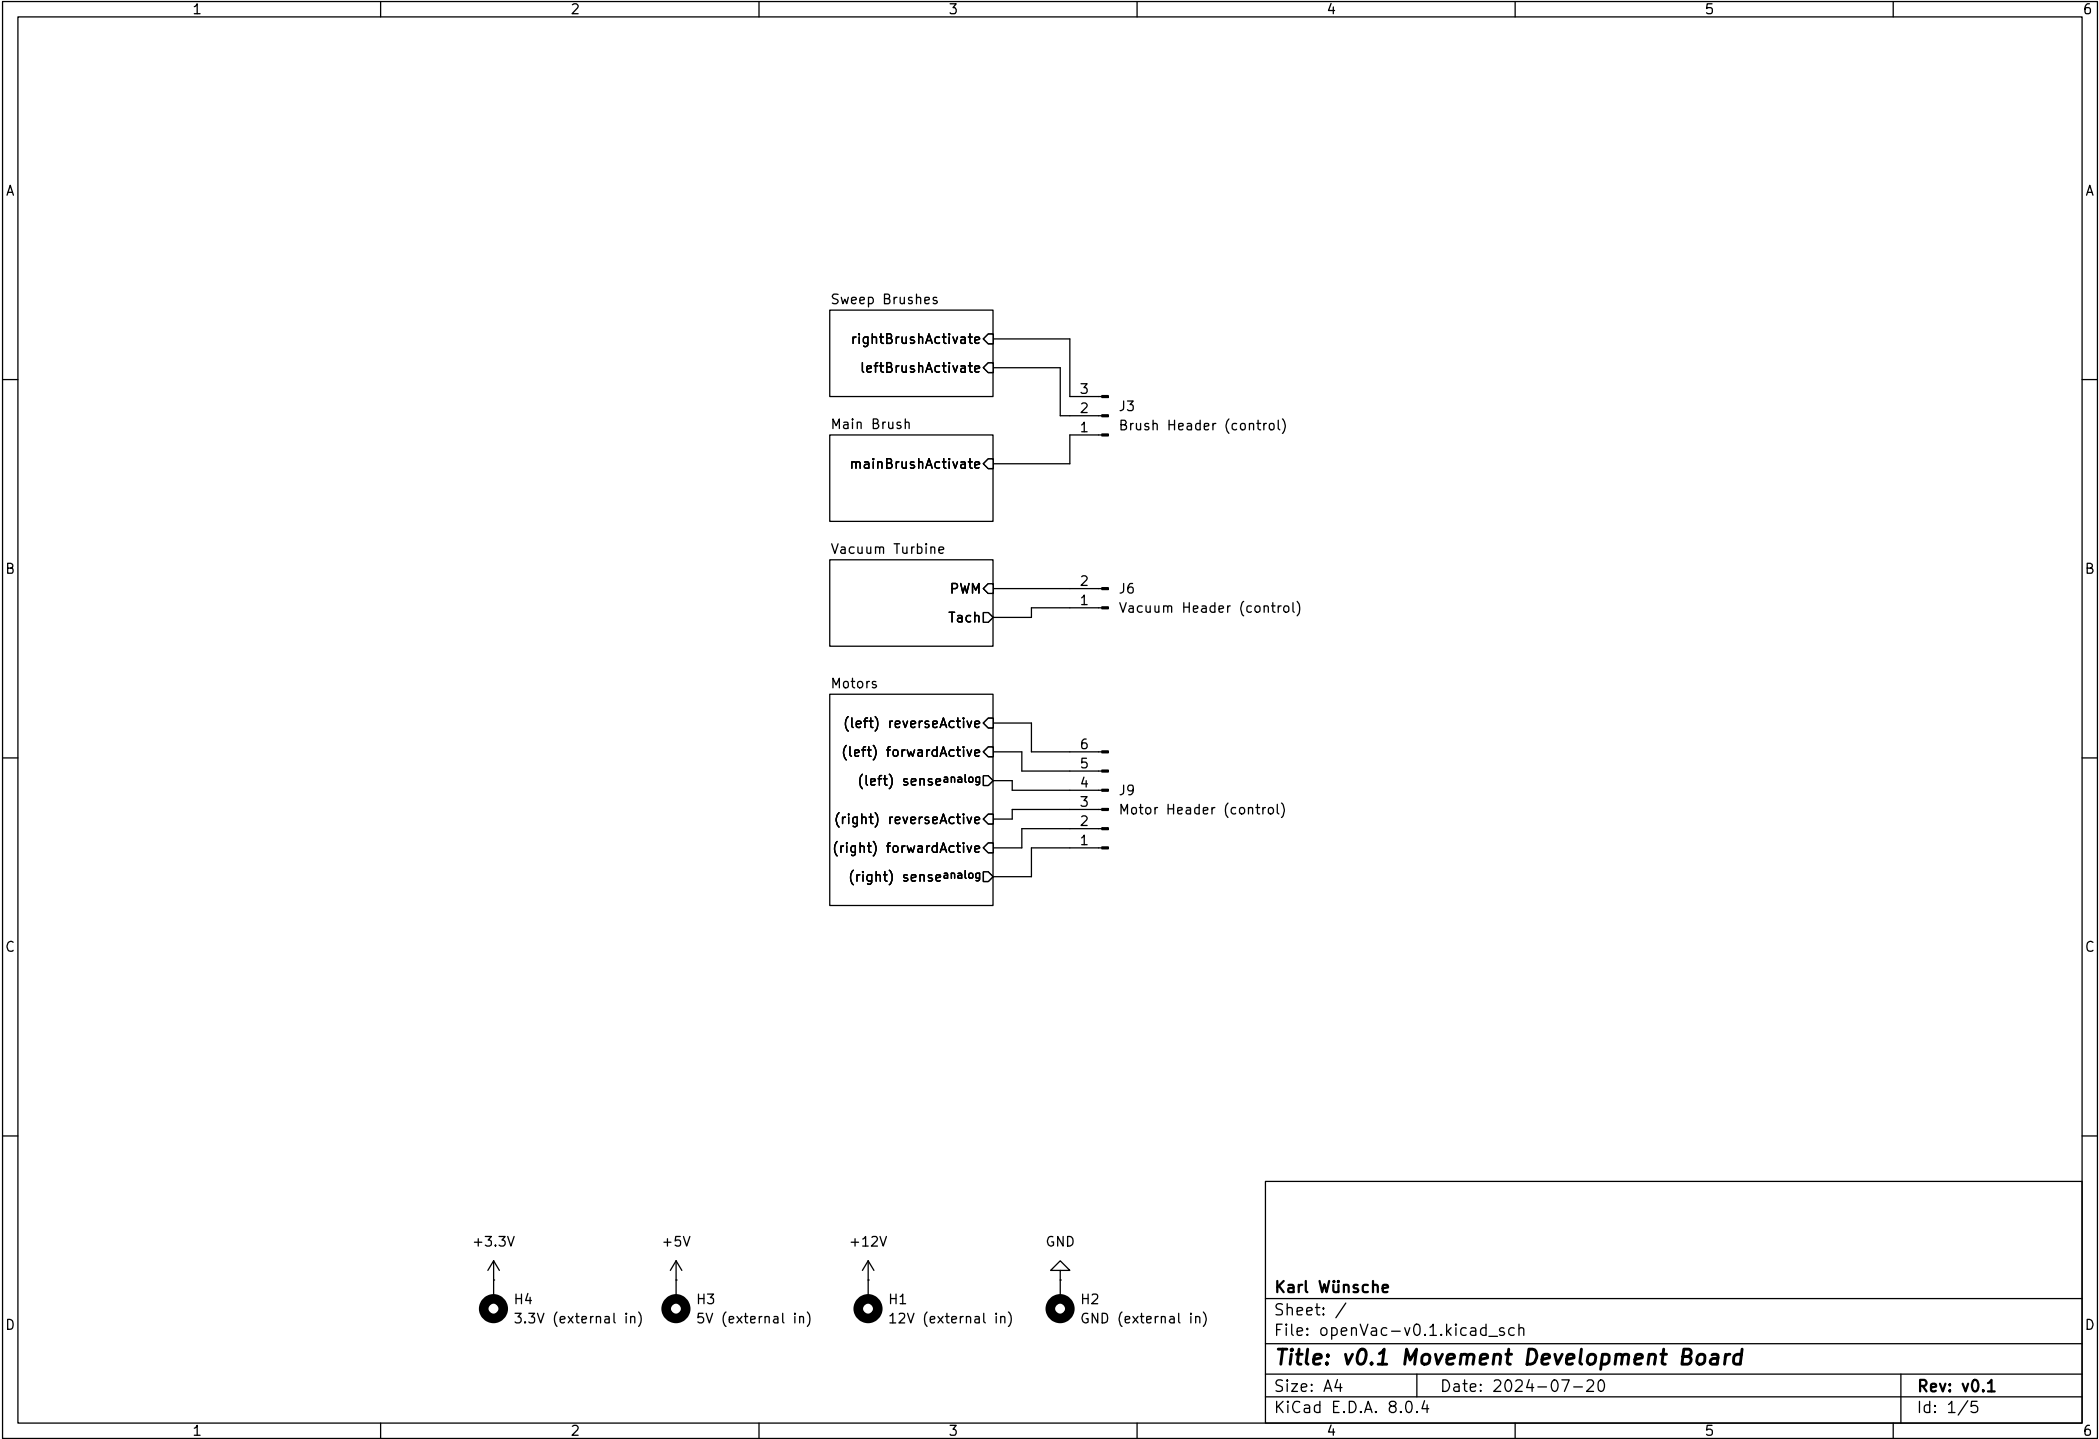 1 2 3 4 5 6
A A
Sweep Brushes
rightBrushActivate
leftBrushActivate
3
2
1
J3
Brush Header (control)
Main Brush
mainBrushActivate
B B
Vacuum Turbine
PWM
Tach
2
1
J6
Vacuum Header (control)
Motors
(left) reverseActive
(left) forwardActive
(left) senseanalog
(right) reverseActive
(right) forwardActive
(right) senseanalog
6
5
4
3
2
1
J9
Motor Header (control)
C C
+3.3V
H4
3.3V (external in)
+5V
H3
5V (external in)
+12V
H1
12V (external in)
GND
H2
GND (external in)
D D
Karl Wünsche
Sheet: /
File: openVac-v0.1.kicad_sch
Title: v0.1 Movement Development Board
Size: A4 Date: 2024-07-20 Rev: v0.1
KiCad E.D.A. 8.0.4 Id: 1/5
1 2 3 4 5 6